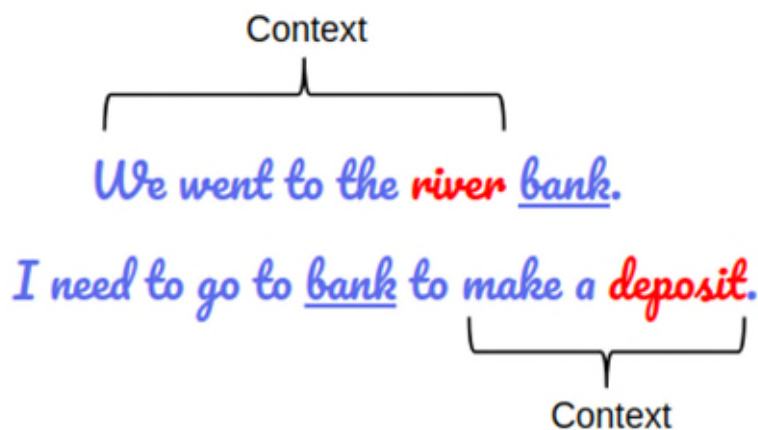 Context
We went to the river bank.
I need to go to bank to make a deposit.
Context